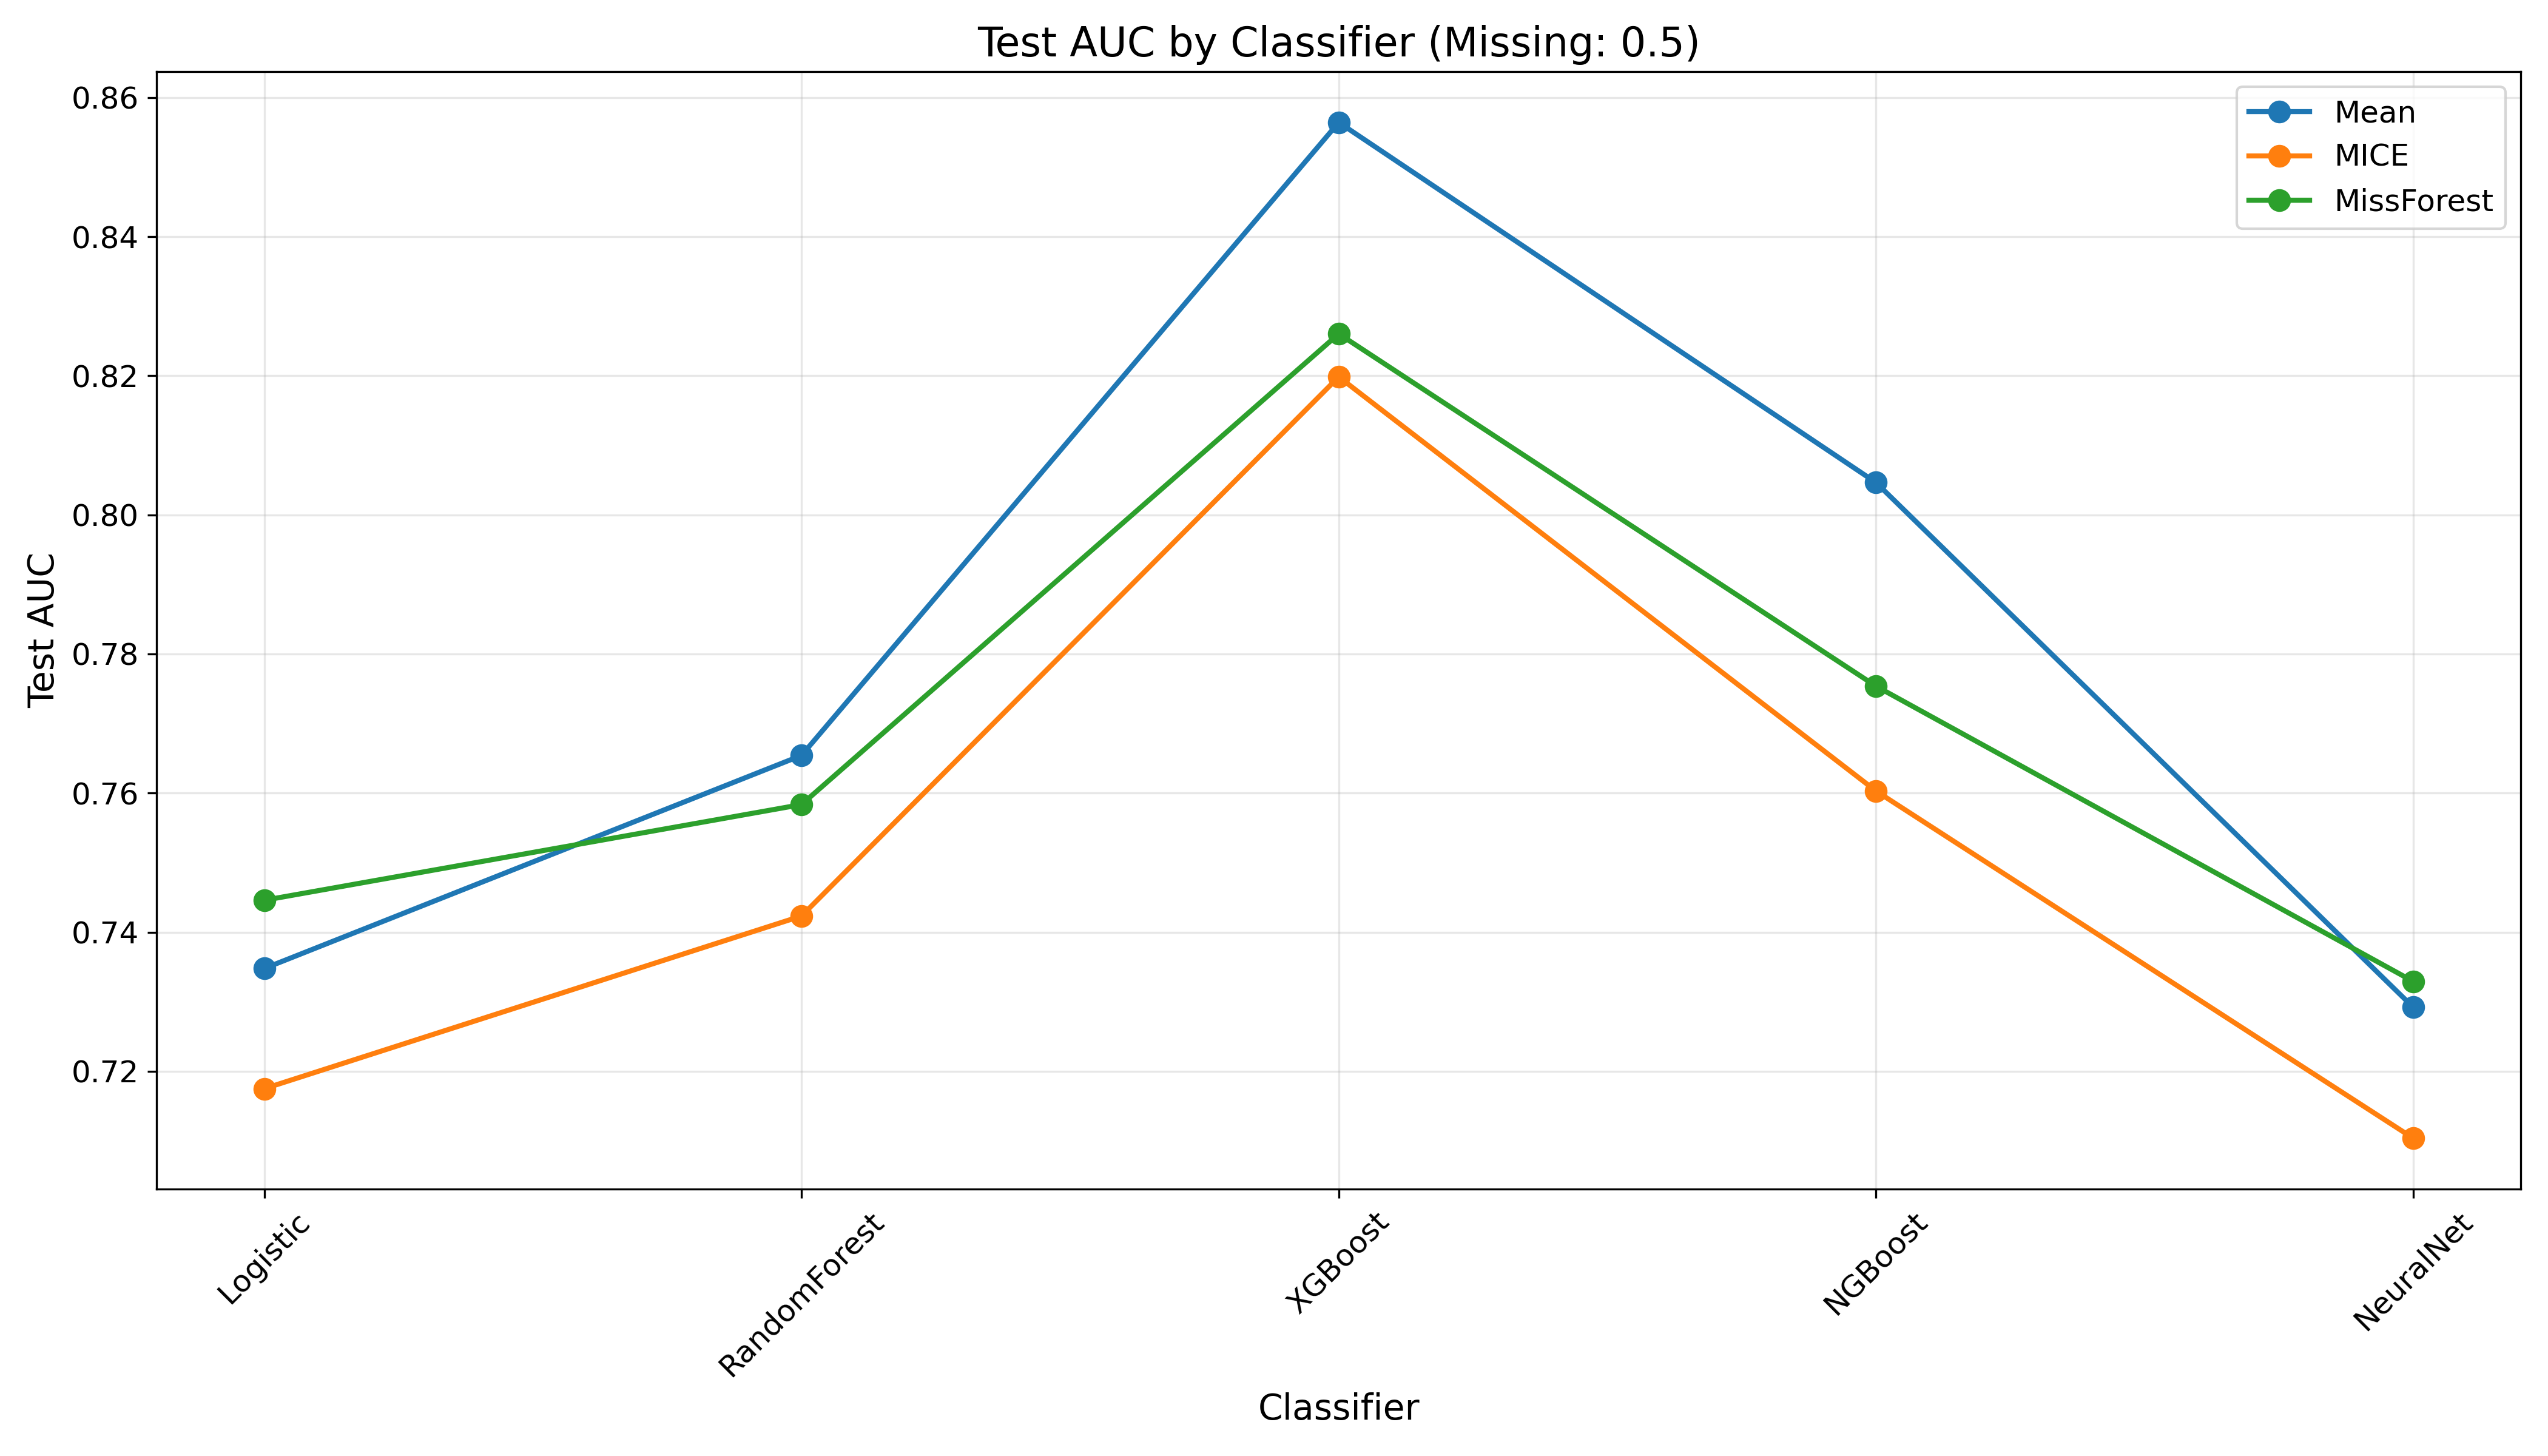 Test AUC by Classifier (Missing: 0.5)
Mean
MICE
MissForest
Test AUC
0.86
0.84
0.82
0.80
0.78
0.76
0.74
0.72
Logistic
RandomForest
XGBoost
NGBoost
NeuralNet
Classifier